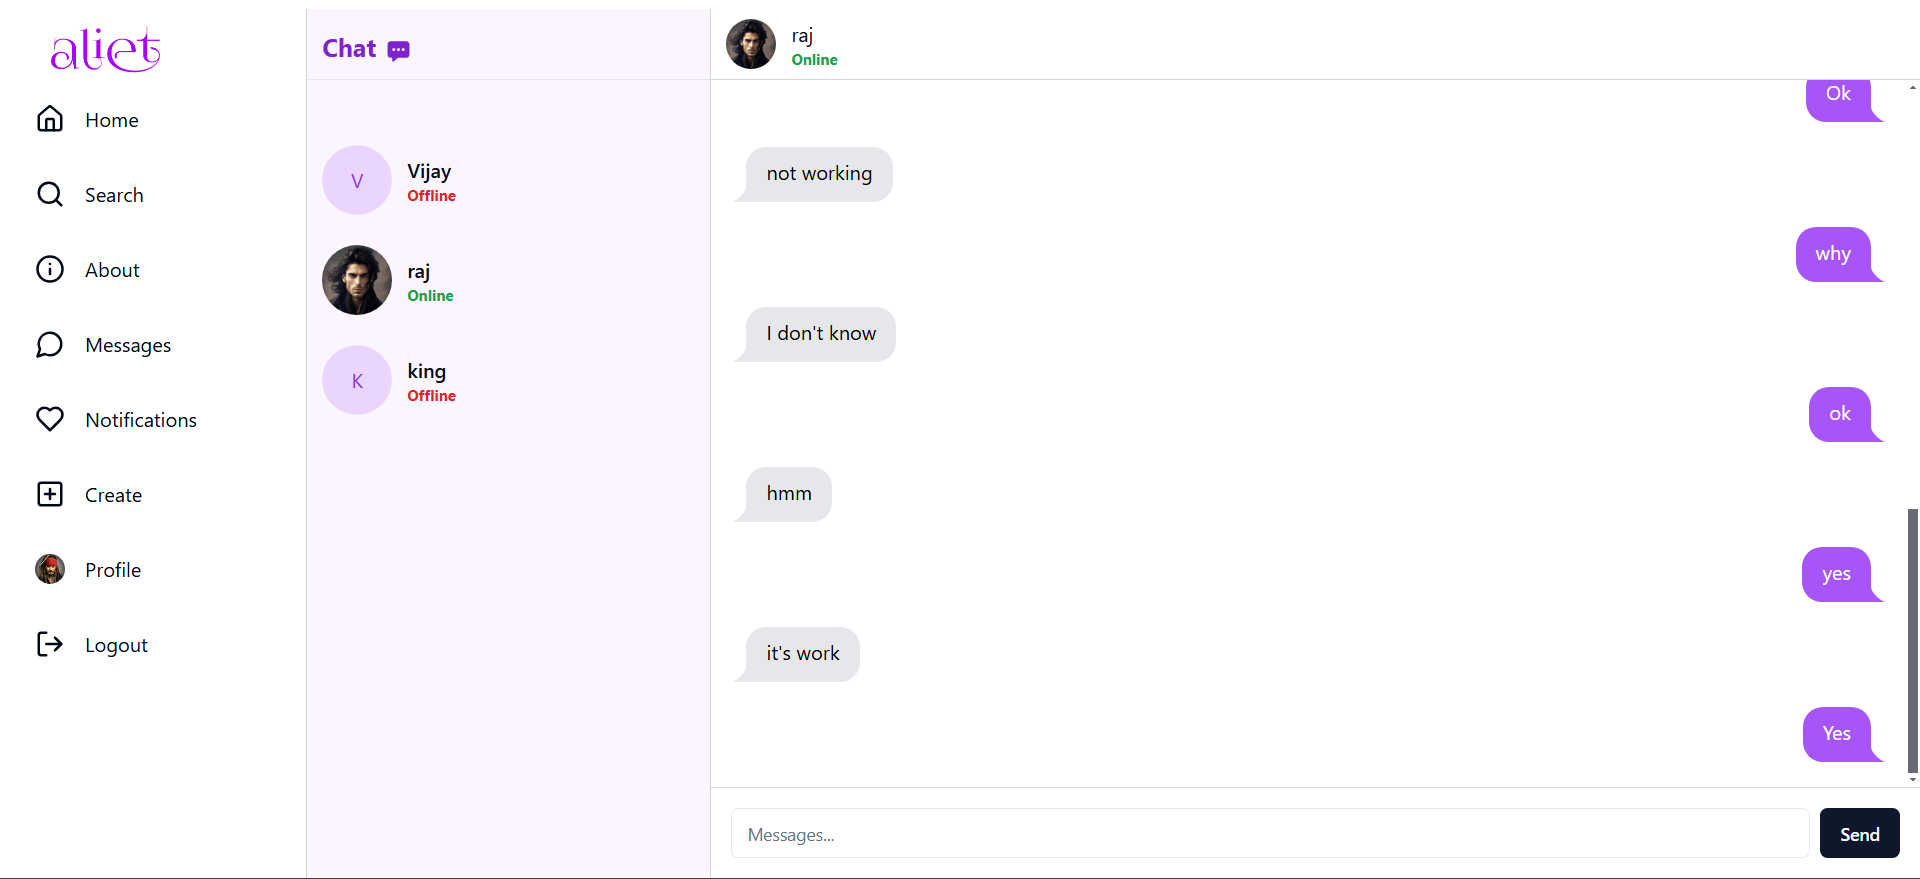 aliet
Home
Search
About
Messages
Notifications
Create
Profile
Logout
Chat
V
Vijay
Offline
raj
Online
K
king
Offline
raj
Online
Ok
not working
why
I don't know
ok
hmm
yes
it's work
Yes
Messages...
Send